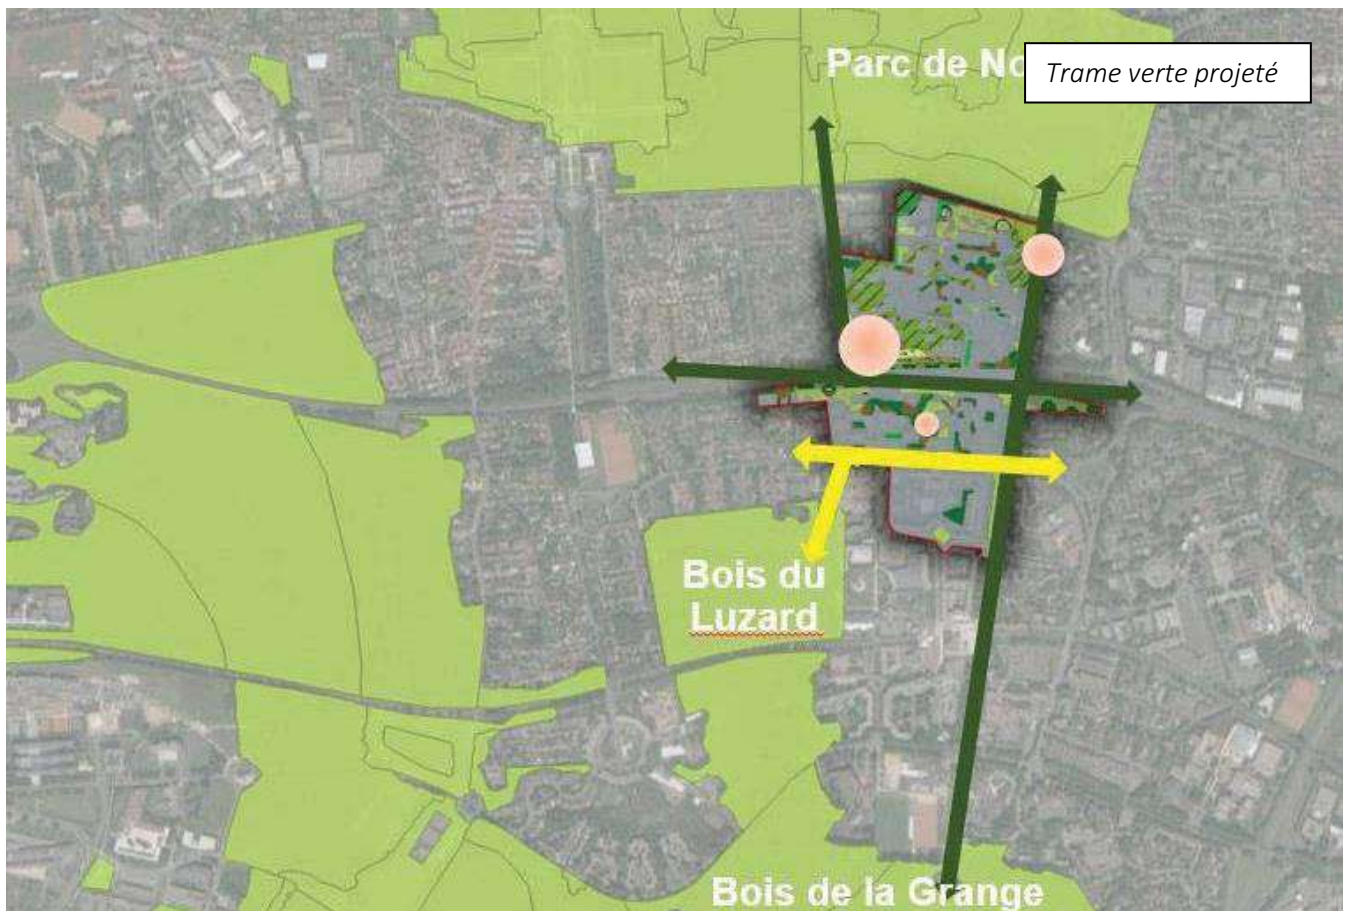 Parc de No
Trame verte projeté
Bois du
Luzard
Bois de la Grange